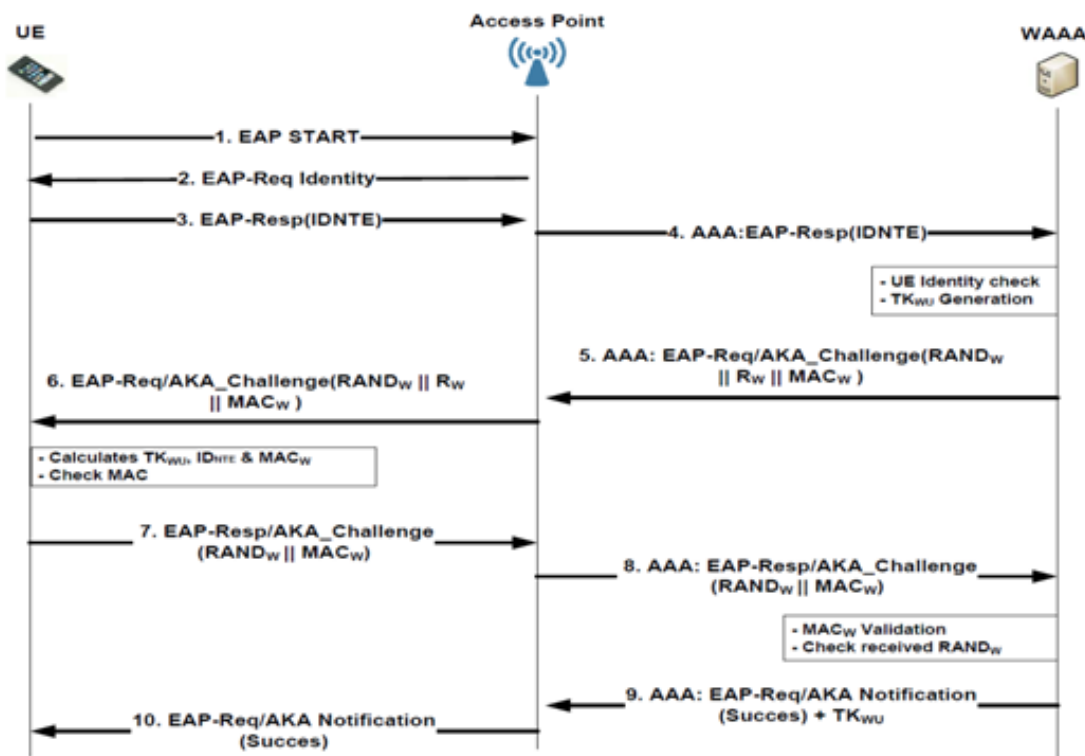 Access Point
UE
WAAA
1. EAP START
2. EAP-Req Identity
3. EAP-Resp(IDNTE)
4. AAA:EAP-Resp(IDNTE)
- UE Identity check
- TKWU Generation
5. AAA: EAP-Req/AKA_Challenge(RANDW
|| RW || MACW )
6. EAP-Req/AKA_Challenge(RANDW || RW
|| MACW )
- Calculates TKWU, IDNTE & MACW
- Check MAC
7. EAP-Resp/AKA_Challenge
(RANDW || MACW)
8. AAA: EAP-Resp/AKA_Challenge
(RANDW || MACW)
- MACW Validation
- Check received RANDW
9. AAA: EAP-Req/AKA Notification
(Succes) + TKWU
10. EAP-Req/AKA Notification
(Succes)